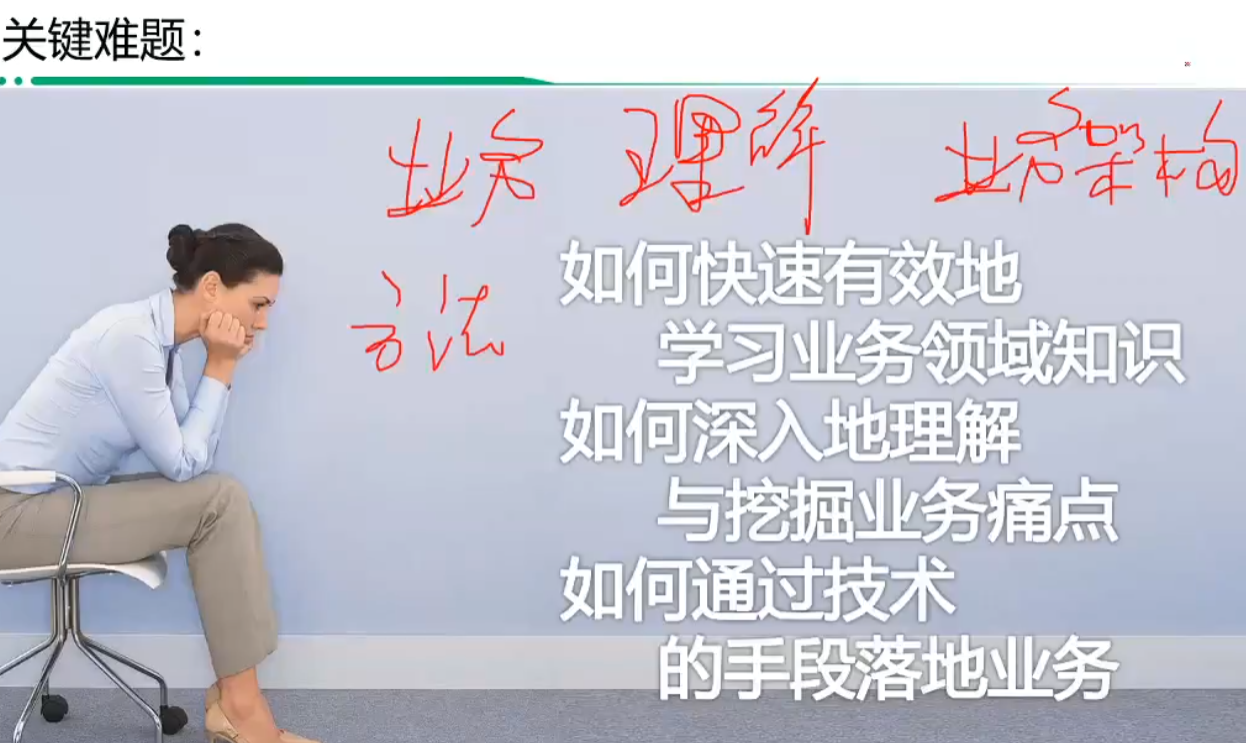 关键难题：
业务 理解 业务架构
方法
如何快速有效地
学习业务领域知识
如何深入地理解
与挖掘业务痛点
如何通过技术
的手段落地业务